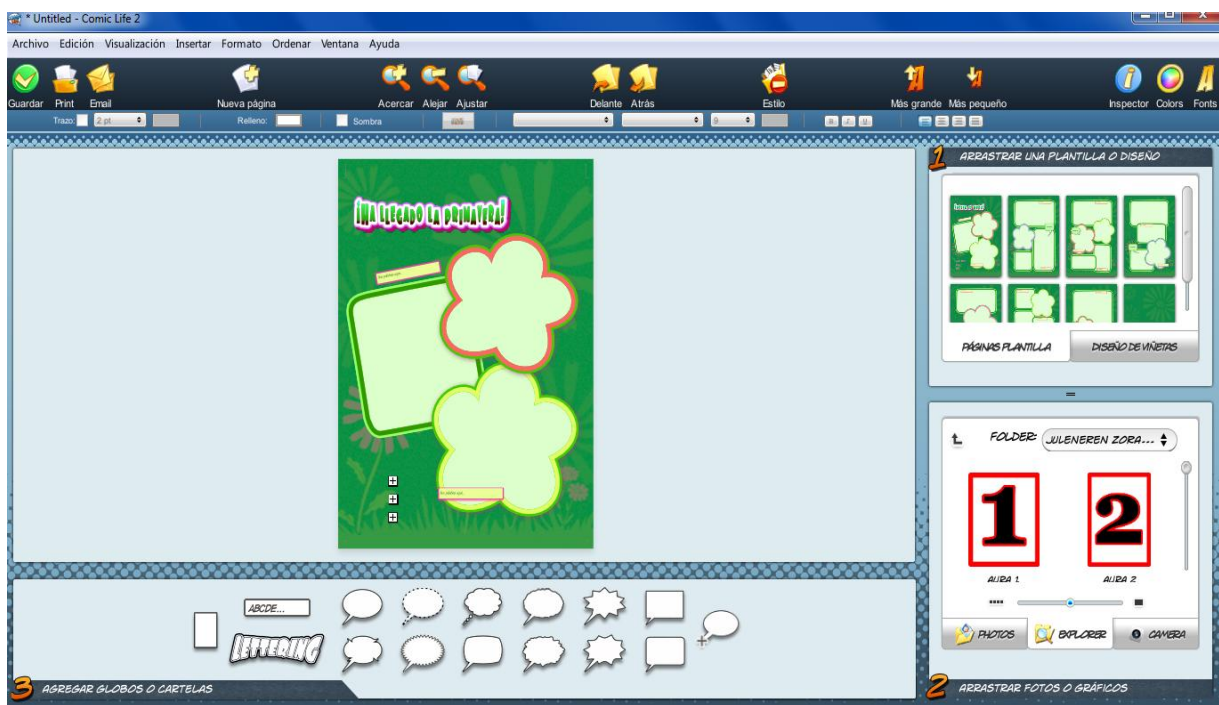 * Untitled - Comic Life 2
Archivo Edición Visualización Insertar Formato Ordenar Ventana Ayuda
Guardar Print Email Nueva página Acercar Alejar Ajustar Delante Atrás Estilo Más grande Más pequeño Inspector Colors Fonts
Trazo: 2 pt Relleno: Sombra 9 B I U
¡HA LLEGADO LA PRIMAVERA!
1 ARRASTRAR UNA PLANTILLA O DISEÑO
PÁGINAS PLANTILLA DISEÑO DE VIÑETAS
FOLDER: JULENEREN ZORA...
1 2
AURA 1 AURA 2
PHOTOS EXPLORER CAMERA
2 ARRASTRAR FOTOS O GRÁFICOS
ABCDE...
LETTERING
3 AGREGAR GLOBOS O CARTELAS